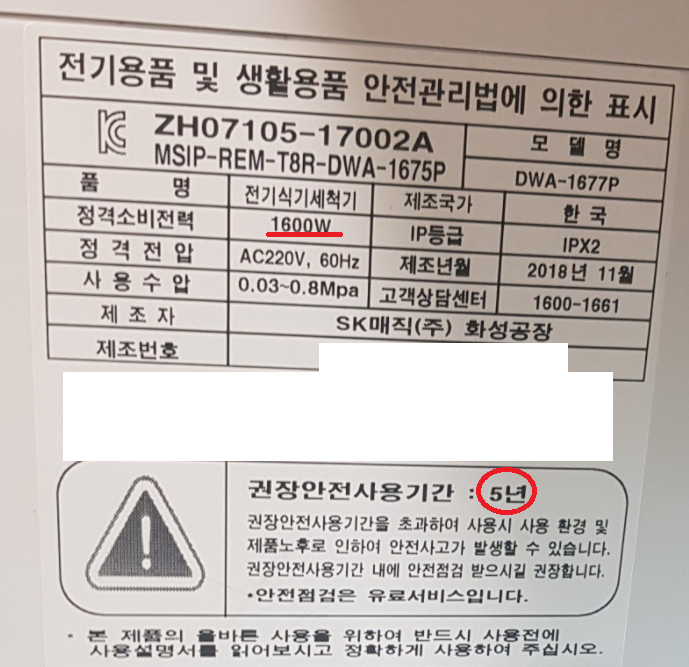 전기용품 및 생활용품 안전관리법에 의한 표시
ZH07105-17002A
MSIP-REM-T8R-DWA-1675P
모 델 명
DWA-1677P
품 명 전기식기세척기 제조국가 한 국
정격소비전력 1600W IP등급 IPX2
정 격 전 압 AC220V, 60Hz 제조년월 2018년 11월
사 용 수 압 0.03~0.8Mpa 고객상담센터 1600-1661
제 조 자 SK매직(주) 화성공장
제조번호
권장안전사용기간 : 5년
권장안전사용기간을 초과하여 사용시 사용 환경 및
제품노후로 인하여 안전사고가 발생할 수 있습니다.
권장안전사용기간 내에 안전점검 받으시길 권장합니다.
*안전점검은 유료서비스입니다.
* 본 제품의 올바른 사용을 위하여 반드시 사용전에
사용설명서를 읽어보시고 정확하게 사용하여 주십시오.